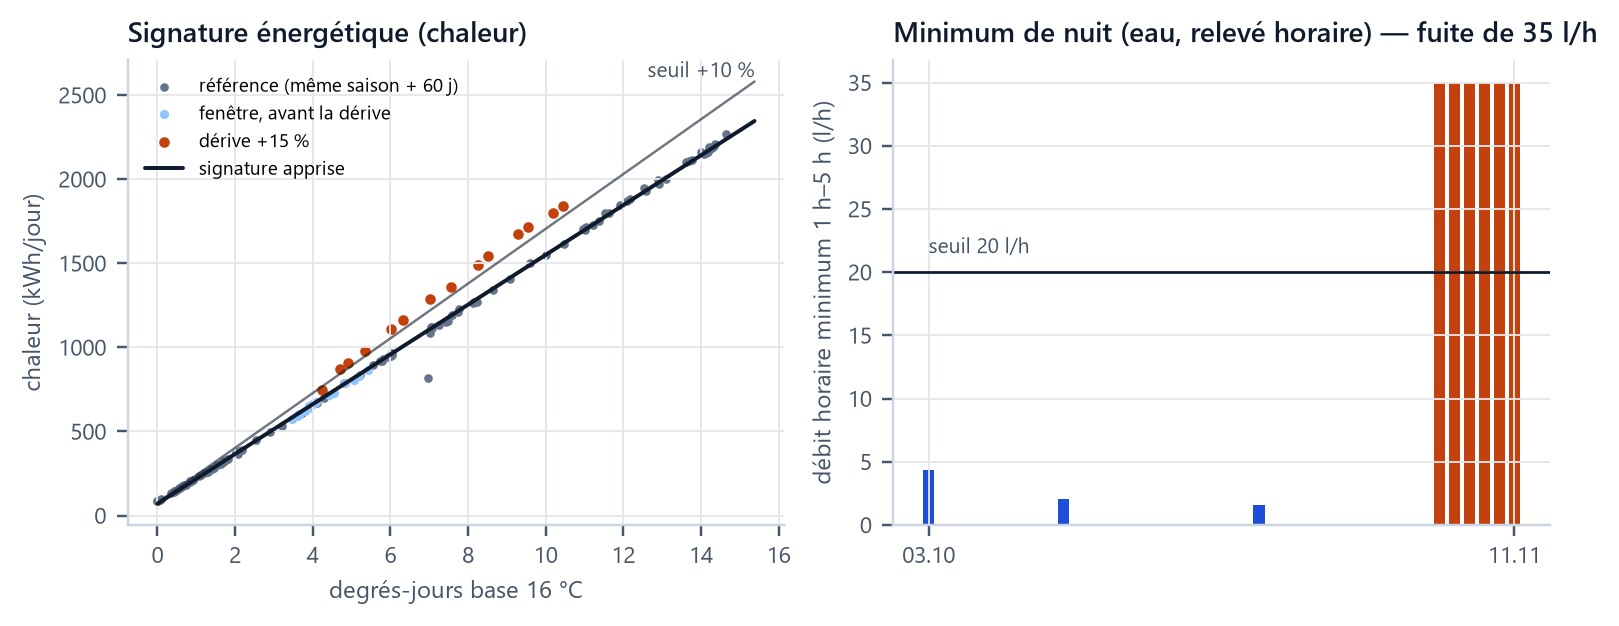 Signature énergétique (chaleur)
seuil +10 %
référence (même saison + 60 j)
fenêtre, avant la dérive
dérive +15 %
signature apprise
chaleur (kWh/jour)
2500
2000
1500
1000
500
0
0 2 4 6 8 10 12 14 16
degrés-jours base 16 °C
Minimum de nuit (eau, relevé horaire) — fuite de 35 l/h
débit horaire minimum 1 h–5 h (l/h)
35
30
25
20
15
10
5
0
seuil 20 l/h
03.10 11.11